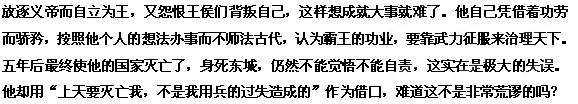 放逐义帝而自立为王，又怨恨王侯们背叛自己，这样想成就大事就难了。他自己凭借着功劳
而骄矜，按照他个人的想法办事而不师法古代，认为霸王的功业，要靠武力征服来治理天下。
五年后最终使他的国家灭亡了，身死东城，仍然不能觉悟不能自责，这实在是极大的失误。
他却用“上天要灭亡我，不是我用兵的过失造成的”作为借口，难道这不是非常荒谬的吗？